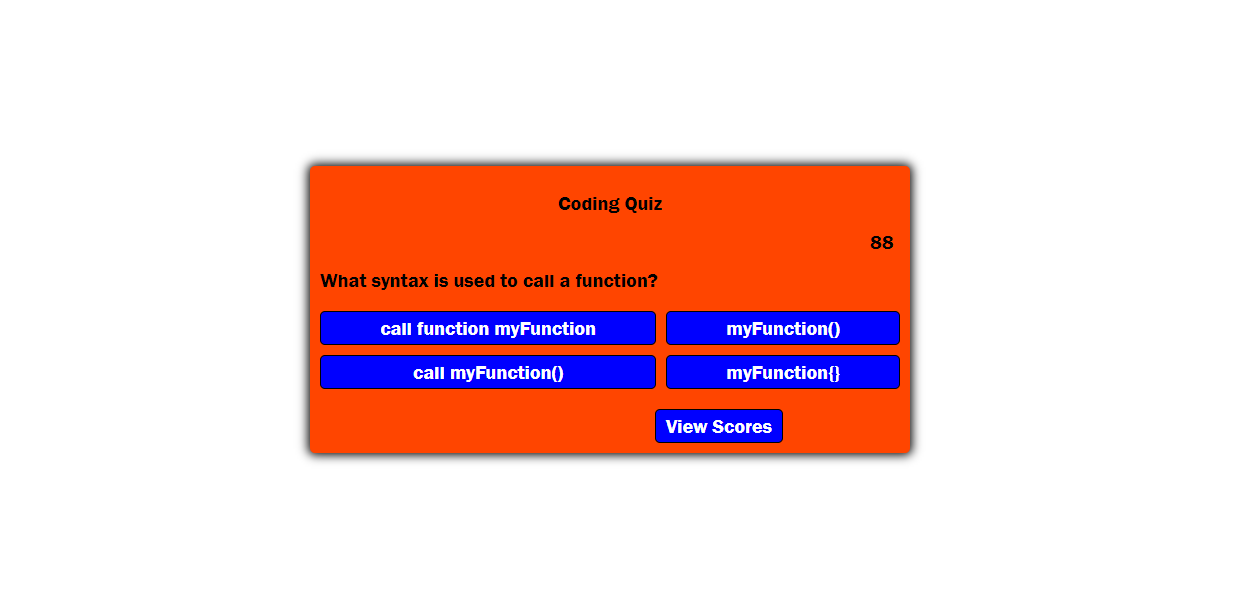 Coding Quiz
88
What syntax is used to call a function?
call function myFunction
myFunction()
call myFunction()
myFunction{}
View Scores